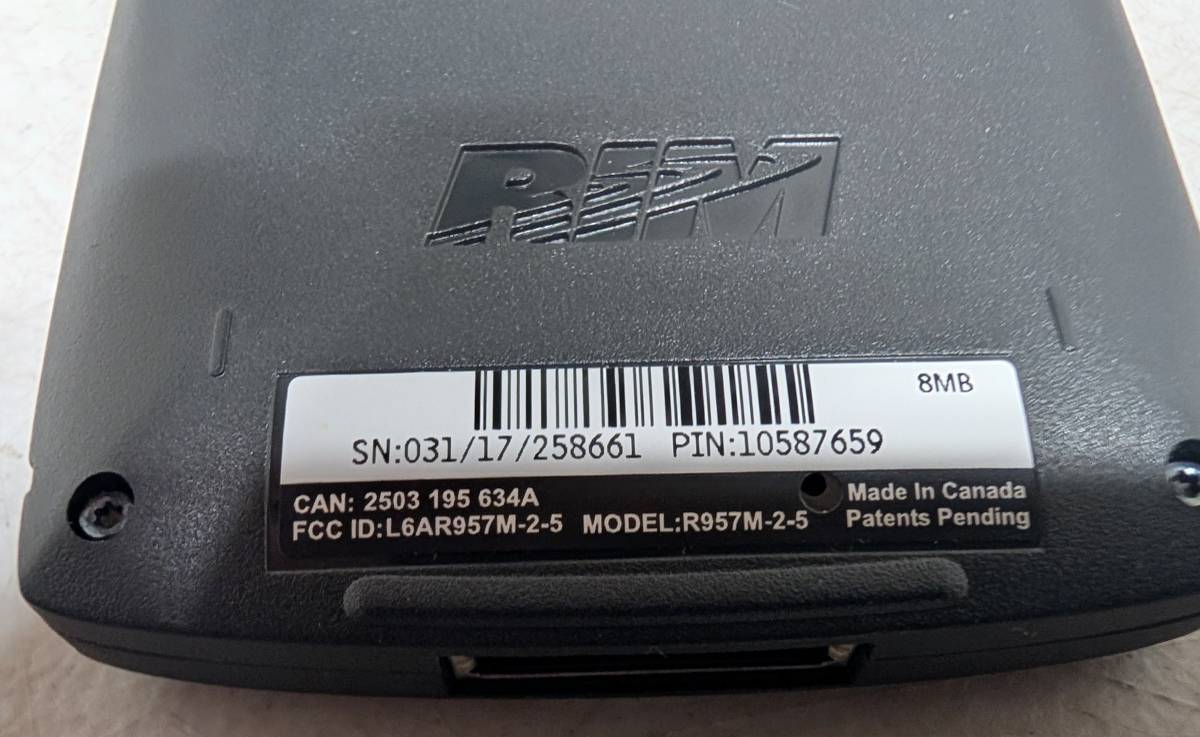 RIM
8MB
SN:031/17/258661 PIN:10587659
CAN: 2503 195 634A
FCC ID:L6AR957M-2-5 MODEL:R957M-2-5
Made In Canada
Patents Pending